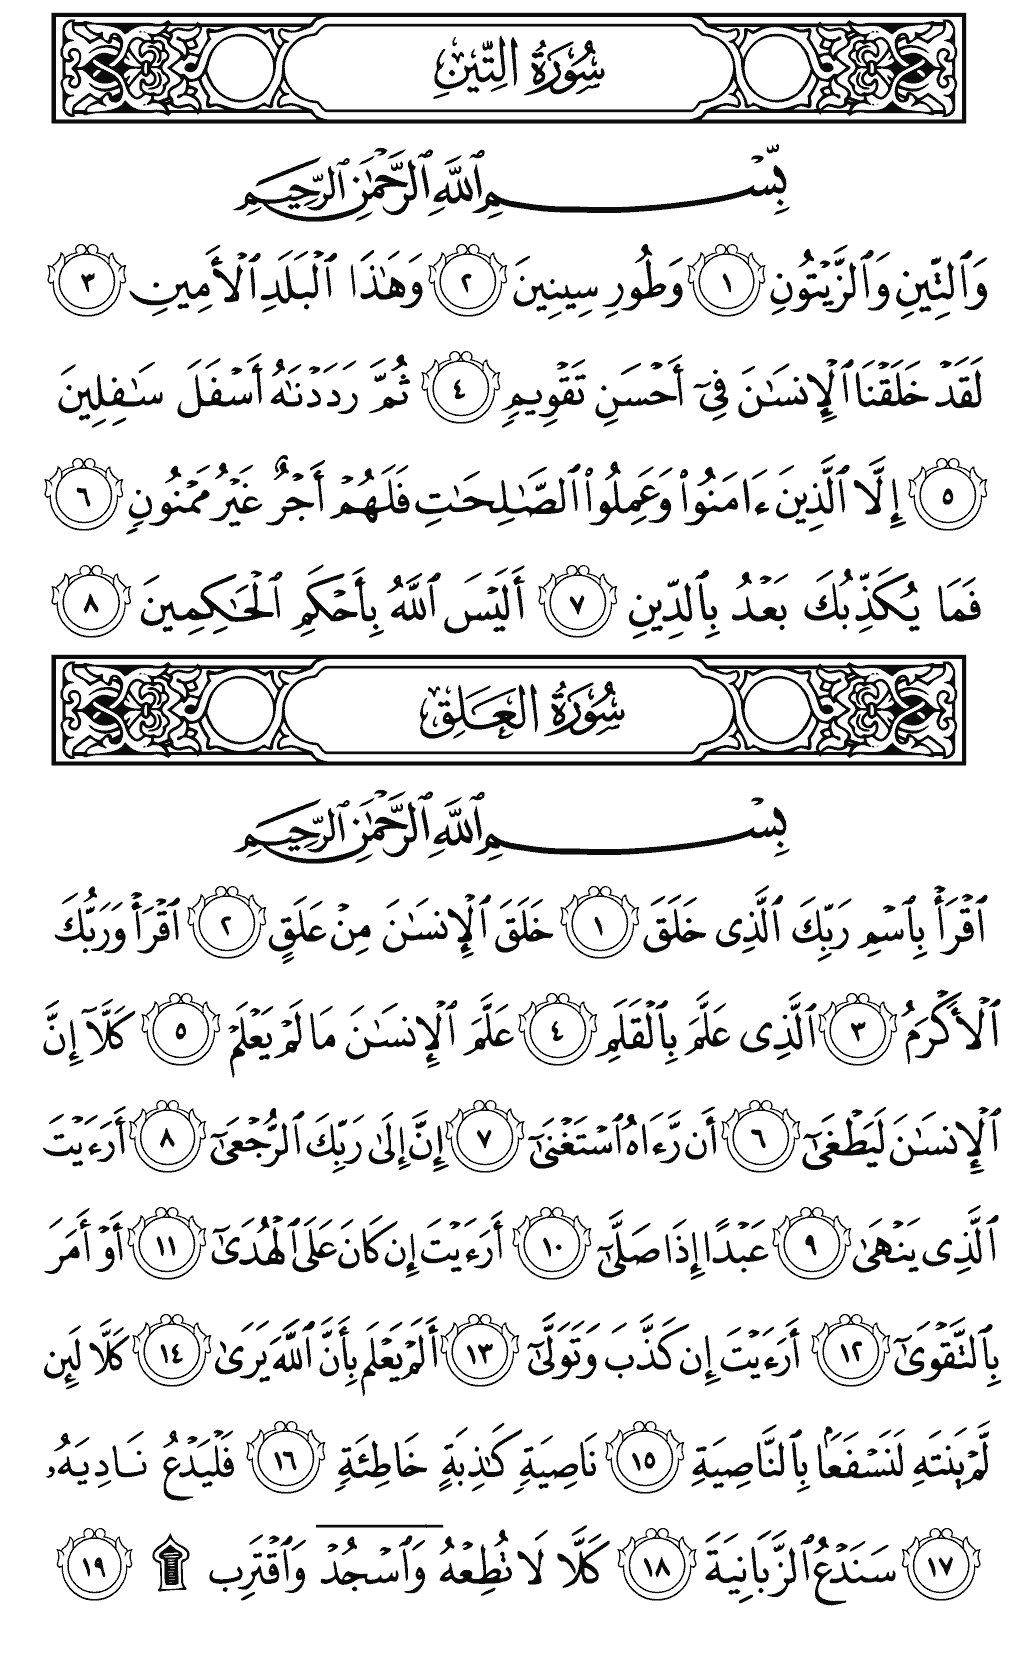 سُورَةُ التِّينِ
بِّسْمِ ٱللَّهِ ٱلرَّحْمَٰنِ ٱلرَّحِيمِ
وَٱلتِّينِ وَٱلزَّيْتُونِ ١ وَطُورِ سِينِينَ ٢ وَهَٰذَا ٱلْبَلَدِ ٱلْأَمِينِ ٣
لَقَدْ خَلَقْنَا ٱلْإِنسَٰنَ فِىٓ أَحْسَنِ تَقْوِيمٍ ٤ ثُمَّ رَدَدْنَٰهُ أَسْفَلَ سَٰفِلِينَ
٥ إِلَّا ٱلَّذِينَ ءَامَنُوا۟ وَعَمِلُوا۟ ٱلصَّٰلِحَٰتِ فَلَهُمْ أَجْرٌ غَيْرُ مَمْنُونٍ ٦
فَمَا يُكَذِّبُكَ بَعْدُ بِٱلدِّينِ ٧ أَلَيْسَ ٱللَّهُ بِأَحْكَمِ ٱلْحَٰكِمِينَ ٨
سُورَةُ العَلَقِ
بِسْمِ ٱللَّهِ ٱلرَّحْمَٰنِ ٱلرَّحِيمِ
ٱقْرَأْ بِٱسْمِ رَبِّكَ ٱلَّذِى خَلَقَ ١ خَلَقَ ٱلْإِنسَٰنَ مِنْ عَلَقٍ ٢ ٱقْرَأْ وَرَبُّكَ
ٱلْأَكْرَمُ ٣ ٱلَّذِى عَلَّمَ بِٱلْقَلَمِ ٤ عَلَّمَ ٱلْإِنسَٰنَ مَا لَمْ يَعْلَمْ ٥ كَلَّآ إِنَّ
ٱلْإِنسَٰنَ لَيَطْغَىٰٓ ٦ أَن رَّءَاهُ ٱسْتَغْنَىٰٓ ٧ إِنَّ إِلَىٰ رَبِّكَ ٱلرُّجْعَىٰٓ ٨ أَرَءَيْتَ
ٱلَّذِى يَنْهَىٰ ٩ عَبْدًا إِذَا صَلَّىٰٓ ١٠ أَرَءَيْتَ إِن كَانَ عَلَى ٱلْهُدَىٰٓ ١١ أَوْ أَمَرَ
بِٱلتَّقْوَىٰٓ ١٢ أَرَءَيْتَ إِن كَذَّبَ وَتَوَلَّىٰٓ ١٣ أَلَمْ يَعْلَم بِأَنَّ ٱللَّهَ يَرَىٰ ١٤ كَلَّا لَئِن
لَّمْ يَنتَهِ لَنَسْفَعًۢا بِٱلنَّاصِيَةِ ١٥ نَاصِيَةٍ كَٰذِبَةٍ خَاطِئَةٍ ١٦ فَلْيَدْعُ نَادِيَهُۥ
١٧ سَنَدْعُ ٱلزَّبَانِيَةَ ١٨ كَلَّا لَا تُطِعْهُ وَٱسْجُدْ وَٱقْتَرِب ۩ ١٩